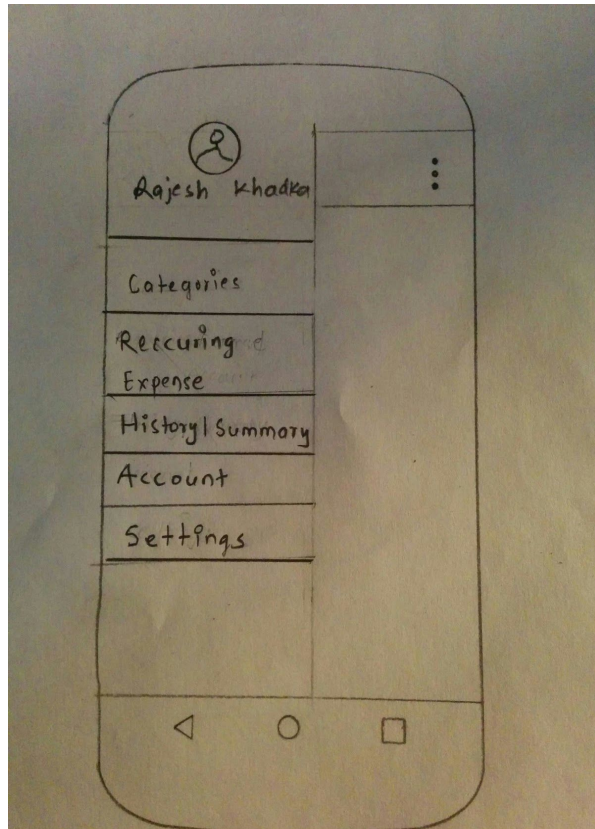 Rajesh Khadka
Categories
Reccuring
Expense
History/Summary
Account
Settings